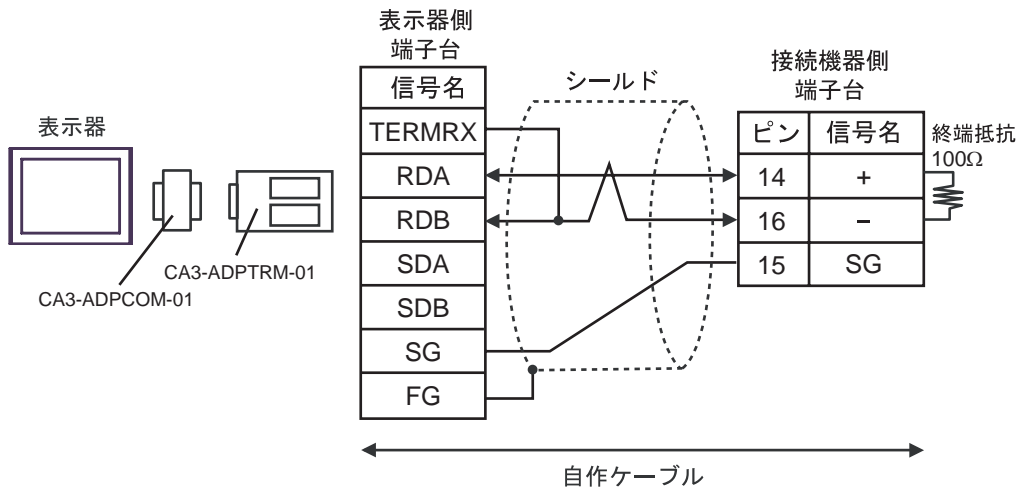 表示器
CA3-ADPCOM-01
CA3-ADPTRM-01
表示器側
端子台
信号名
TERMRX
RDA
RDB
SDA
SDB
SG
FG
シールド
接続機器側
端子台
ピン 信号名
14 +
16 −
15 SG
終端抵抗
100Ω
自作ケーブル